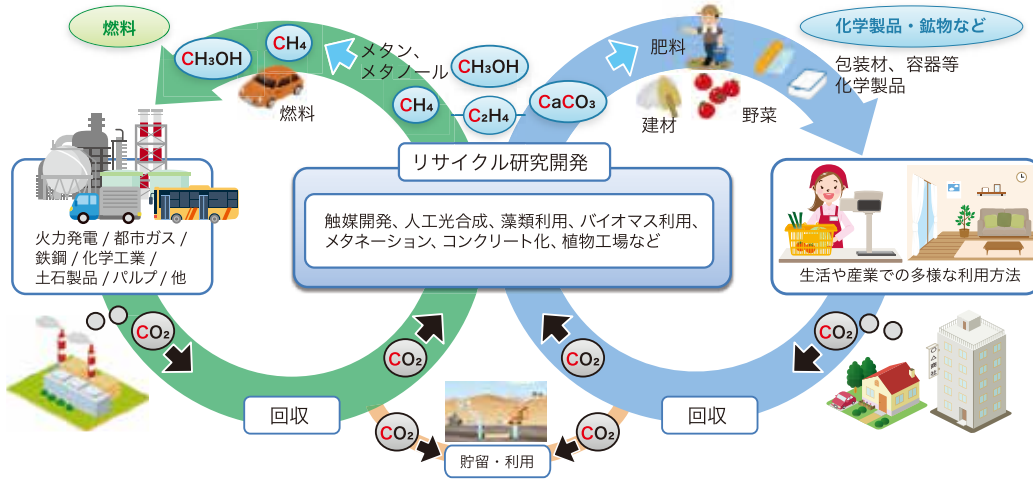 燃料
CH₃OH
CH₄
メタン、
メタノール
燃料
CH₃OH
CH₄
C₂H₄
CaCO₃
肥料
建材
野菜
化学製品・鉱物など
包装材、容器等
化学製品
リサイクル研究開発
触媒開発、人工光合成、藻類利用、バイオマス利用、
メタネーション、コンクリート化、植物工場など
火力発電 / 都市ガス /
鉄鋼 / 化学工業 /
土石製品 / パルプ / 他
生活や産業での多様な利用方法
CO₂
CO₂
CO₂
CO₂
回収
回収
CO₂
CO₂
貯留・利用